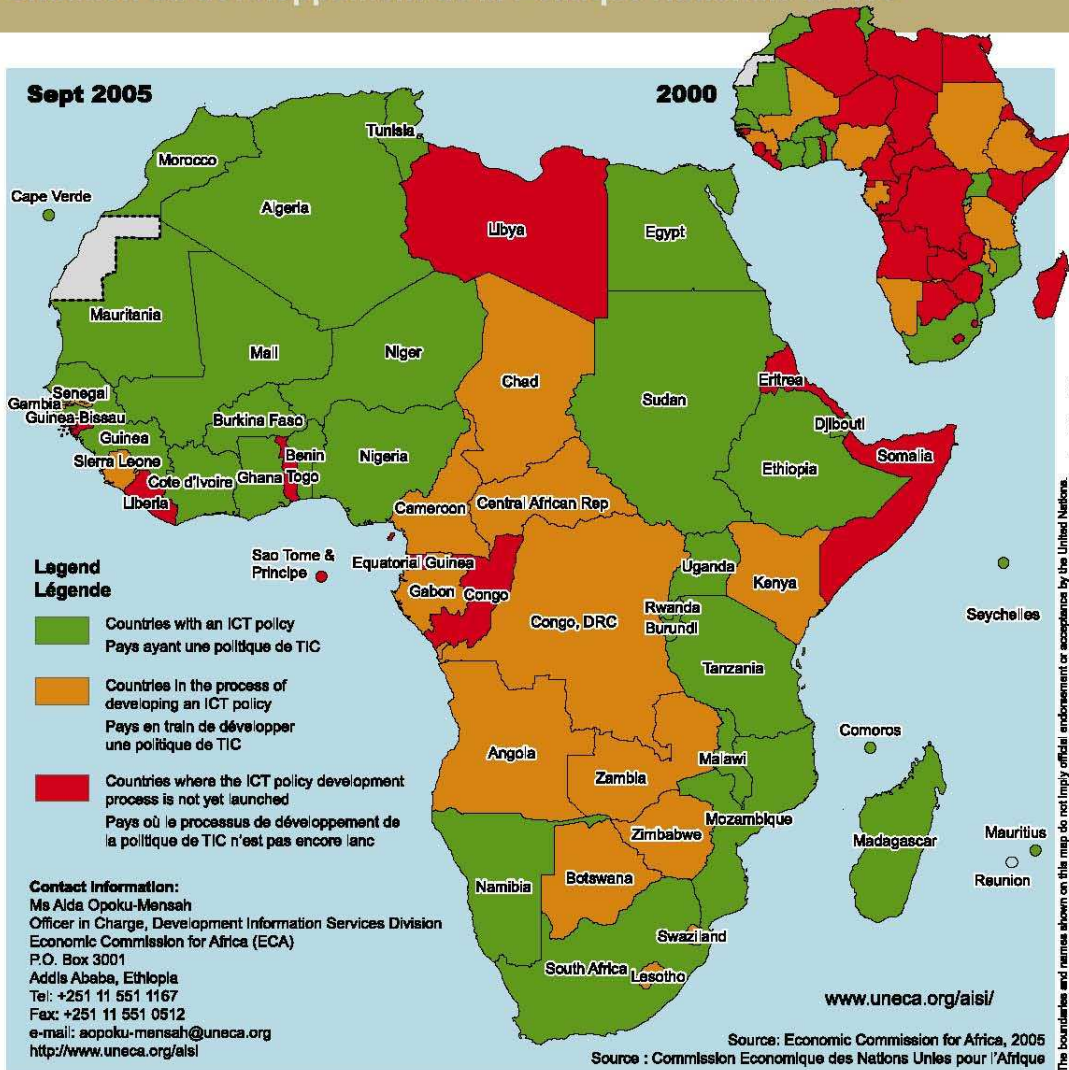 Sept 2005
2000
Tunisia
Morocco
Cape Verde
Algeria
Libya
Egypt
Mauritania
Mali
Niger
Chad
Sudan
Eritrea
Senegal
Gambia
Guinea-Bissau
Guinea
Burkina Faso
Djibouti
Sierra Leone
Benin
Nigeria
Ethiopia
Somalia
Cote d'Ivoire
Ghana
Togo
Liberia
Cameroon
Central African Rep
Sao Tome &
Principe
Equatorial Guinea
Gabon
Congo
Congo, DRC
Uganda
Kenya
Rwanda
Burundi
Tanzania
Seychelles
Comoros
Angola
Zambia
Malawi
Mozambique
Zimbabwe
Madagascar
Mauritius
Reunion
Namibia
Botswana
Swaziland
South Africa
Lesotho
Legend
Légende
Countries with an ICT policy
Pays ayant une politique de TIC
Countries in the process of
developing an ICT policy
Pays en train de développer
une politique de TIC
Countries where the ICT policy development
process is not yet launched
Pays où le processus de développement de
la politique de TIC n'est pas encore lanc
Contact Information:
Ms Aida Opoku-Mensah
Officer in Charge, Development Information Services Division
Economic Commission for Africa (ECA)
P.O. Box 3001
Addis Ababa, Ethiopia
Tel: +251 11 551 1167
Fax: +251 11 551 0512
e-mail: aopoku-mensah@uneca.org
http://www.uneca.org/aisi
www.uneca.org/aisi/
Source: Economic Commission for Africa, 2005
Source : Commission Economique des Nations Unies pour l'Afrique
The boundaries and names shown on this map do not imply official endorsement or acceptance by the United Nations.